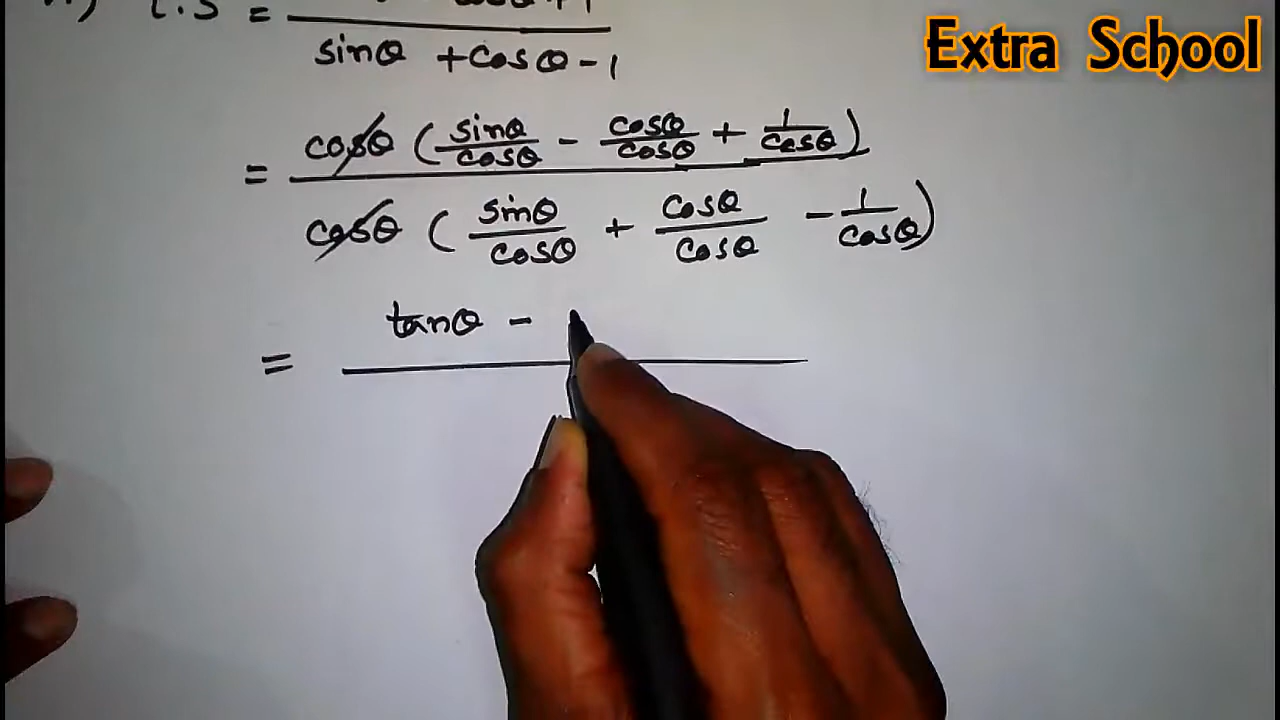 Extra School
sinθ + cosθ - 1
= cosθ ( sinθ/cosθ - cosθ/cosθ + 1/cosθ )
cosθ ( sinθ/cosθ + cosθ/cosθ - 1/cosθ )
= tanθ -